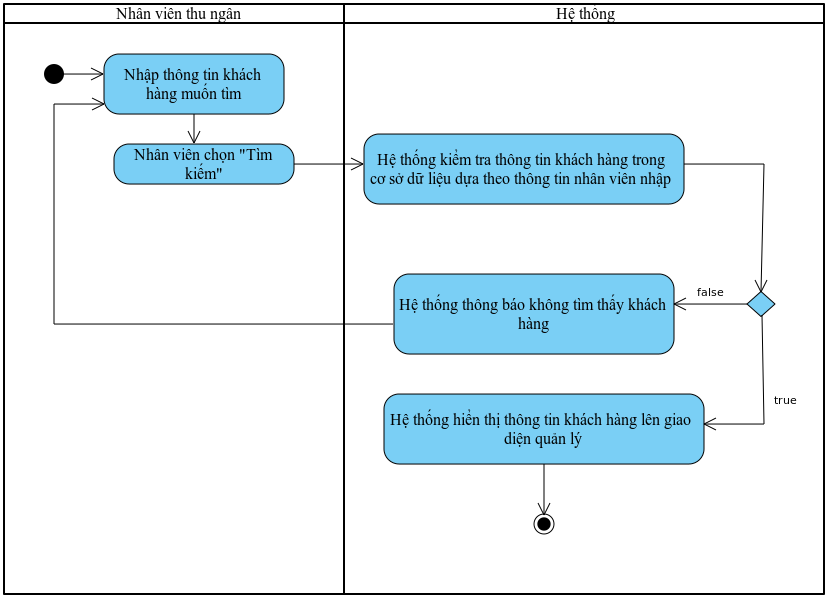 Nhân viên thu ngân
Hệ thông
Nhập thông tin khách
hàng muốn tìm
Nhân viên chọn "Tìm
kiếm"
Hệ thống kiểm tra thông tin khách hàng trong
cơ sở dữ liệu dựa theo thông tin nhân viên nhập
false
Hệ thống thông báo không tìm thấy khách
hàng
true
Hệ thống hiển thị thông tin khách hàng lên giao
diện quản lý